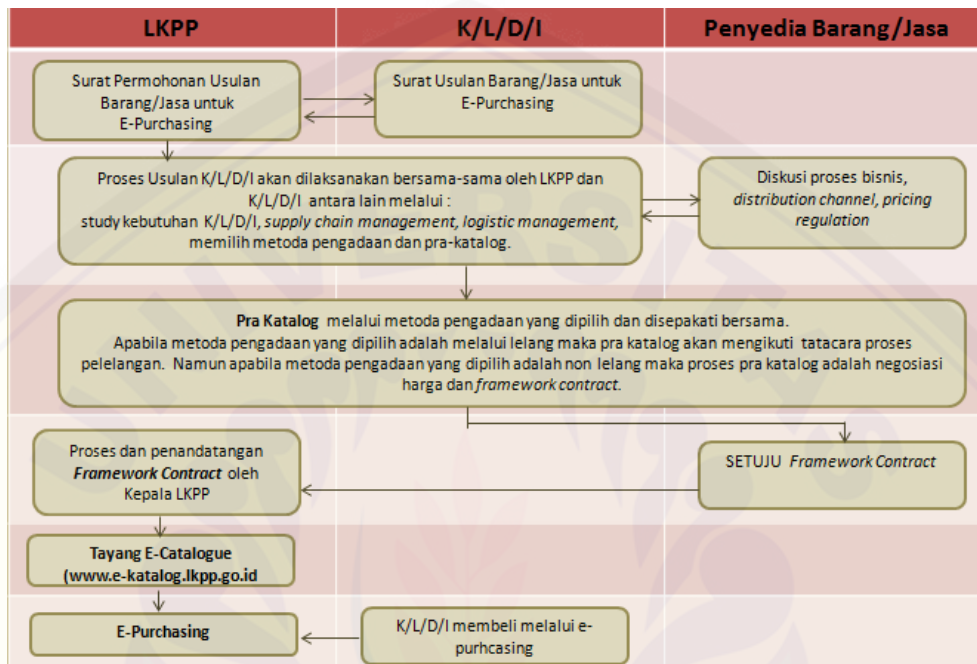 LKPP
K/L/D/I
Penyedia Barang/Jasa
Surat Permohonan Usulan
Barang/Jasa untuk
E-Purchasing
Surat Usulan Barang/Jasa untuk
E-Purchasing
Proses Usulan K/L/D/I akan dilaksanakan bersama-sama oleh LKPP dan
K/L/D/I antara lain melalui :
study kebutuhan K/L/D/I, supply chain management, logistic management,
memilih metoda pengadaan dan pra-katalog.
Diskusi proses bisnis,
distribution channel, pricing
regulation
Pra Katalog melalui metoda pengadaan yang dipilih dan disepakati bersama.
Apabila metoda pengadaan yang dipilih adalah melalui lelang maka pra katalog akan mengikuti tatacara proses
pelelangan. Namun apabila metoda pengadaan yang dipilih adalah non lelang maka proses pra katalog adalah negosiasi
harga dan framework contract.
Proses dan penandatangan
Framework Contract oleh
Kepala LKPP
SETUJU Framework Contract
Tayang E-Catalogue
(www.e-katalog.lkpp.go.id
E-Purchasing
K/L/D/I membeli melalui e-
purhcasing
UNIVERSITAS